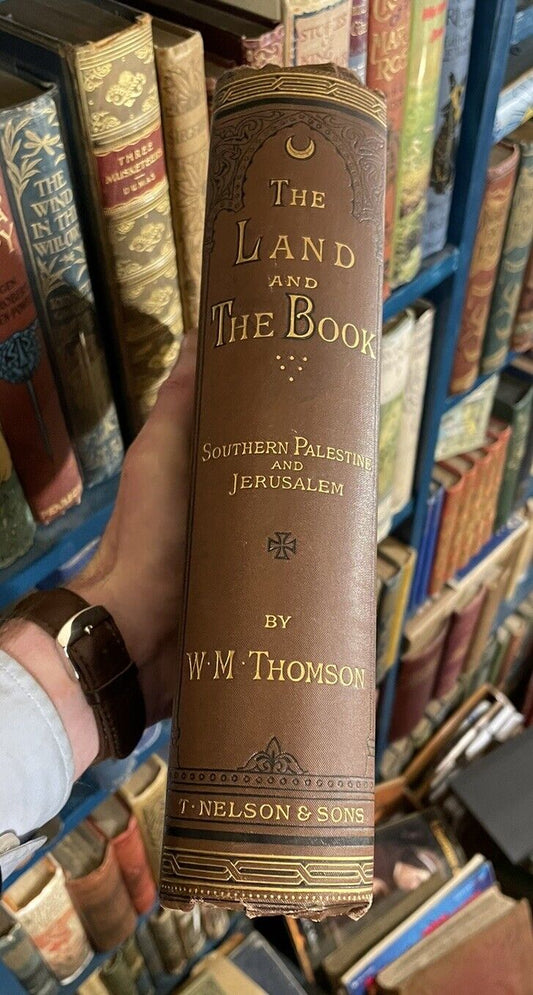 THE
LAND
AND
THE BOOK
SOUTHERN PALESTINE
AND
JERUSALEM
BY
W. M. THOMSON
T. NELSON & SONS
THREE
MUSKETEERS
DUMAS
THE
WIND
IN THE
WILLOW